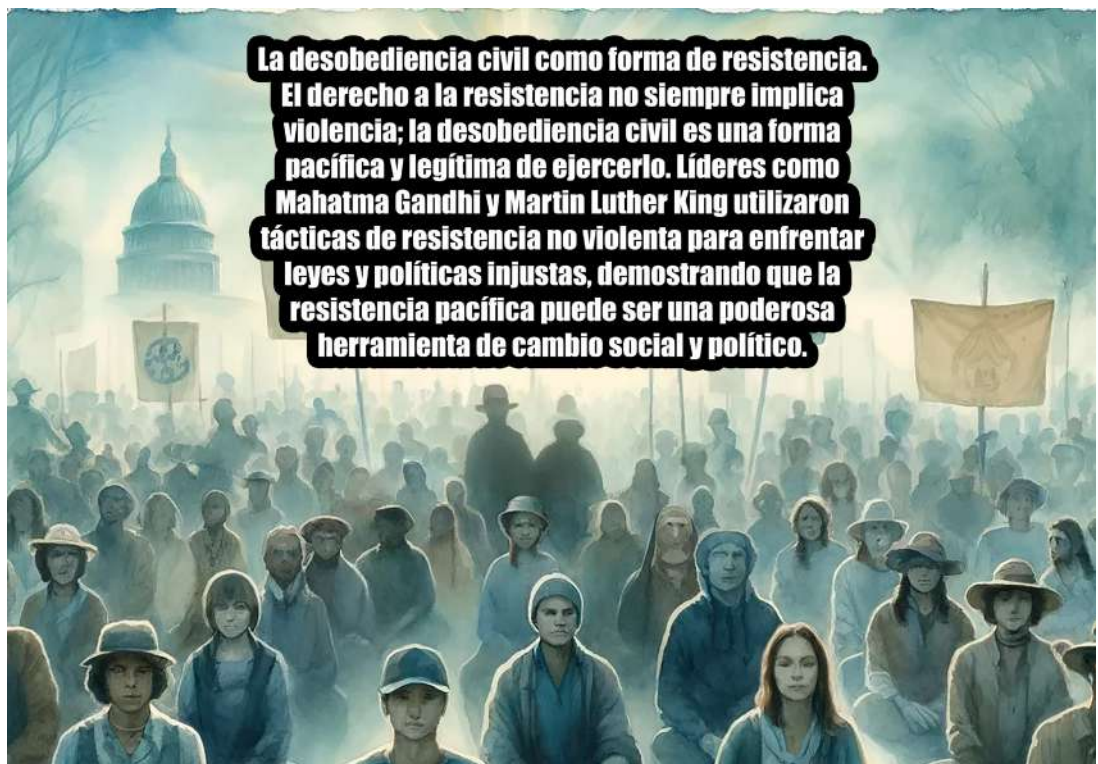 La desobediencia civil como forma de resistencia.
El derecho a la resistencia no siempre implica
violencia; la desobediencia civil es una forma
pacífica y legítima de ejercerlo. Líderes como
Mahatma Gandhi y Martin Luther King utilizaron
tácticas de resistencia no violenta para enfrentar
leyes y políticas injustas, demostrando que la
resistencia pacífica puede ser una poderosa
herramienta de cambio social y político.